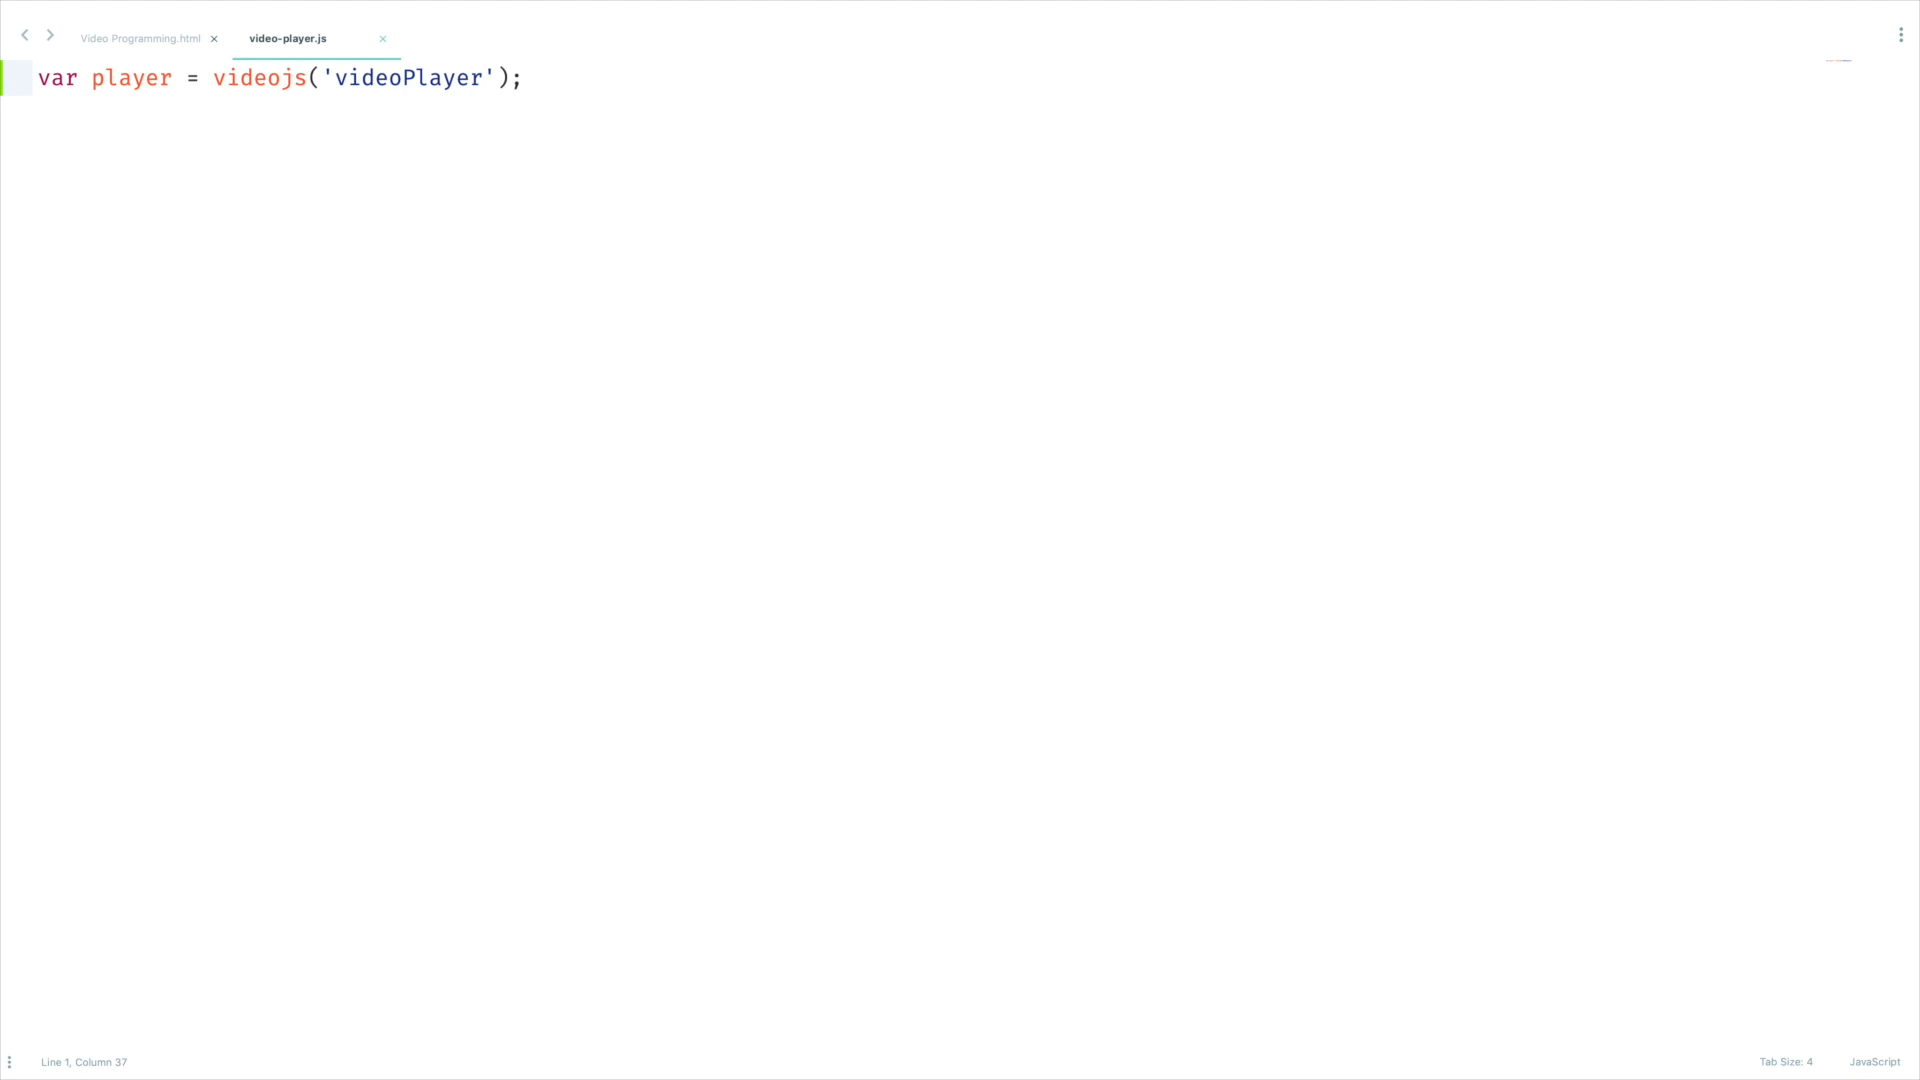 Video Programming.html × video-player.js ×
var player = videojs('videoPlayer');
Line 1, Column 37 Tab Size: 4 JavaScript